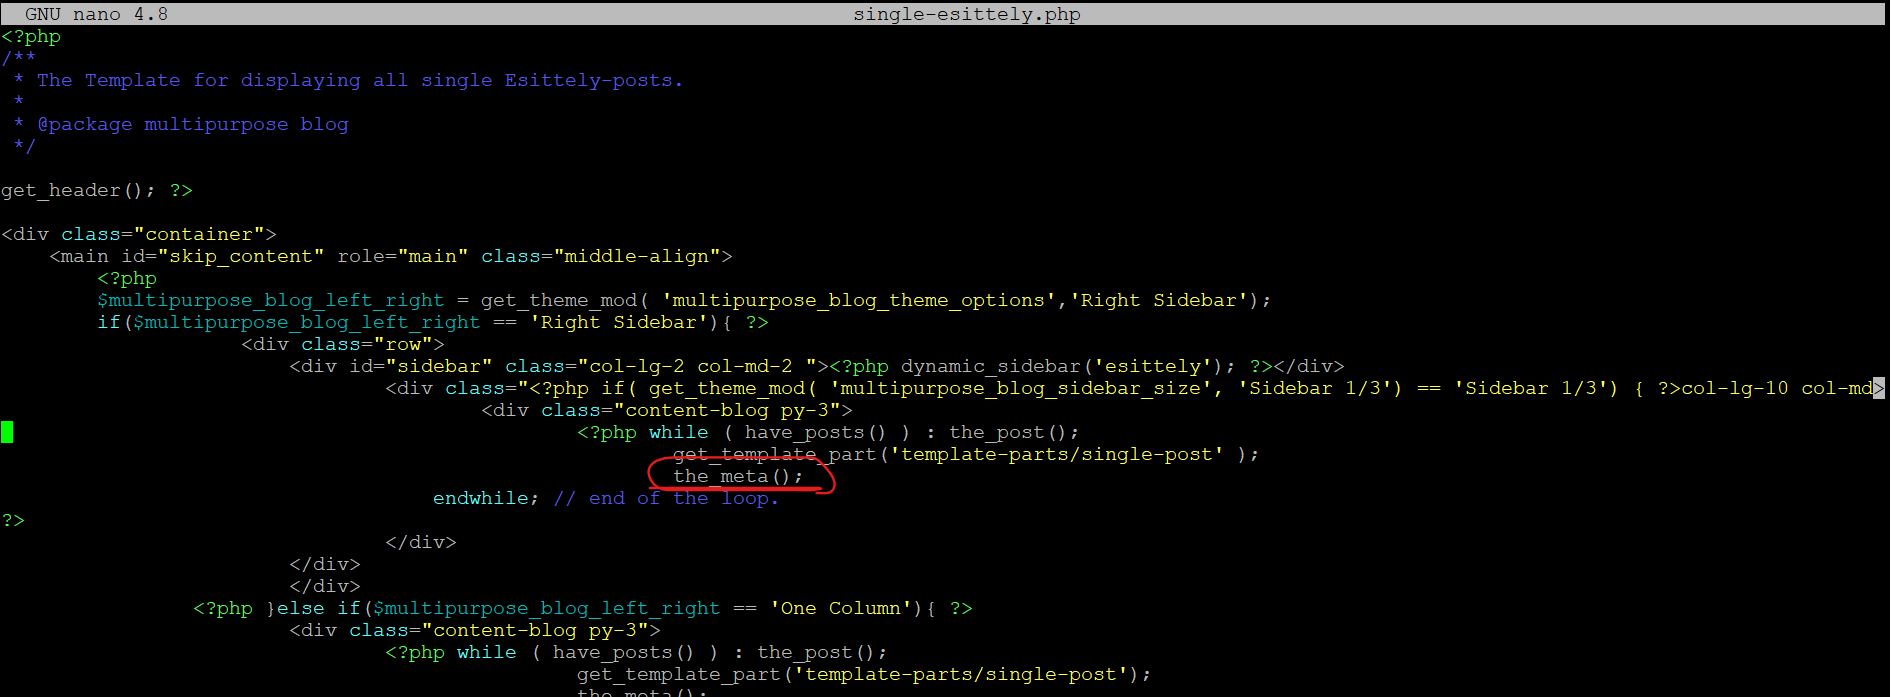 GNU nano 4.8 single-esittely.php
<?php
/**
 * The Template for displaying all single Esittely-posts.
 *
 * @package multipurpose blog
 */
get_header(); ?>
<div class="container">
<main id="skip_content" role="main" class="middle-align">
<?php
$multipurpose_blog_left_right = get_theme_mod( 'multipurpose_blog_theme_options','Right Sidebar');
if($multipurpose_blog_left_right == 'Right Sidebar'){ ?>
<div class="row">
<div id="sidebar" class="col-lg-2 col-md-2 "><?php dynamic_sidebar('esittely'); ?></div>
<div class="<?php if( get_theme_mod( 'multipurpose_blog_sidebar_size', 'Sidebar 1/3') == 'Sidebar 1/3') { ?>col-lg-10 col-md>
<div class="content-blog py-3">
<?php while ( have_posts() ) : the_post();
get_template_part('template-parts/single-post' );
the_meta();
endwhile; // end of the loop.
?>
</div>
</div>
</div>
<?php }else if($multipurpose_blog_left_right == 'One Column'){ ?>
<div class="content-blog py-3">
<?php while ( have_posts() ) : the_post();
get_template_part('template-parts/single-post');
the_meta();